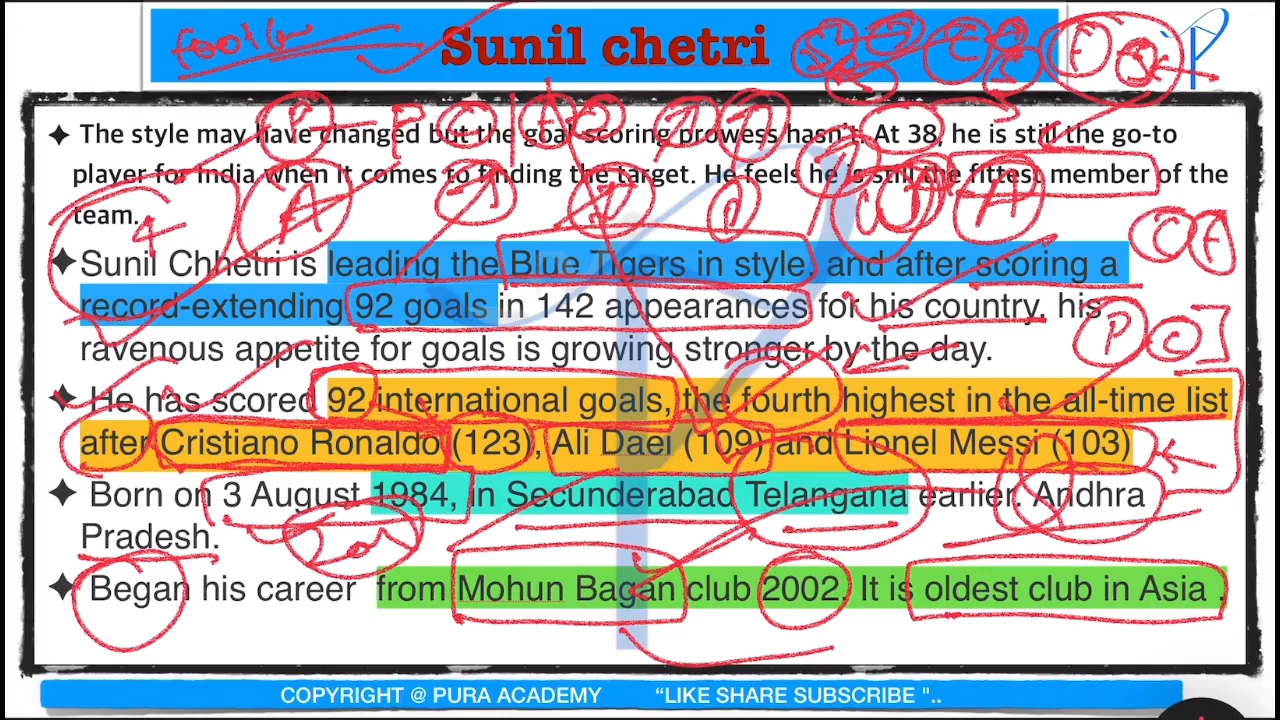 Sunil chetri
The style may have changed but the goal scoring prowess hasn't. At 38, he is still the go-to
player for India when it comes to finding the target. He feels he is still the fittest member of the
team.
Sunil Chhetri is leading the Blue Tigers in style, and after scoring a
record-extending 92 goals in 142 appearances for his country, his
ravenous appetite for goals is growing stronger by the day.
He has scored 92 international goals, the fourth highest in the all-time list
after Cristiano Ronaldo (123), Ali Daei (109) and Lionel Messi (103)
Born on 3 August 1984, in Secunderabad Telangana earlier. Andhra
Pradesh.
Began his career from Mohun Bagan club 2002. It is oldest club in Asia .
COPYRIGHT @ PURA ACADEMY "LIKE SHARE SUBSCRIBE "..